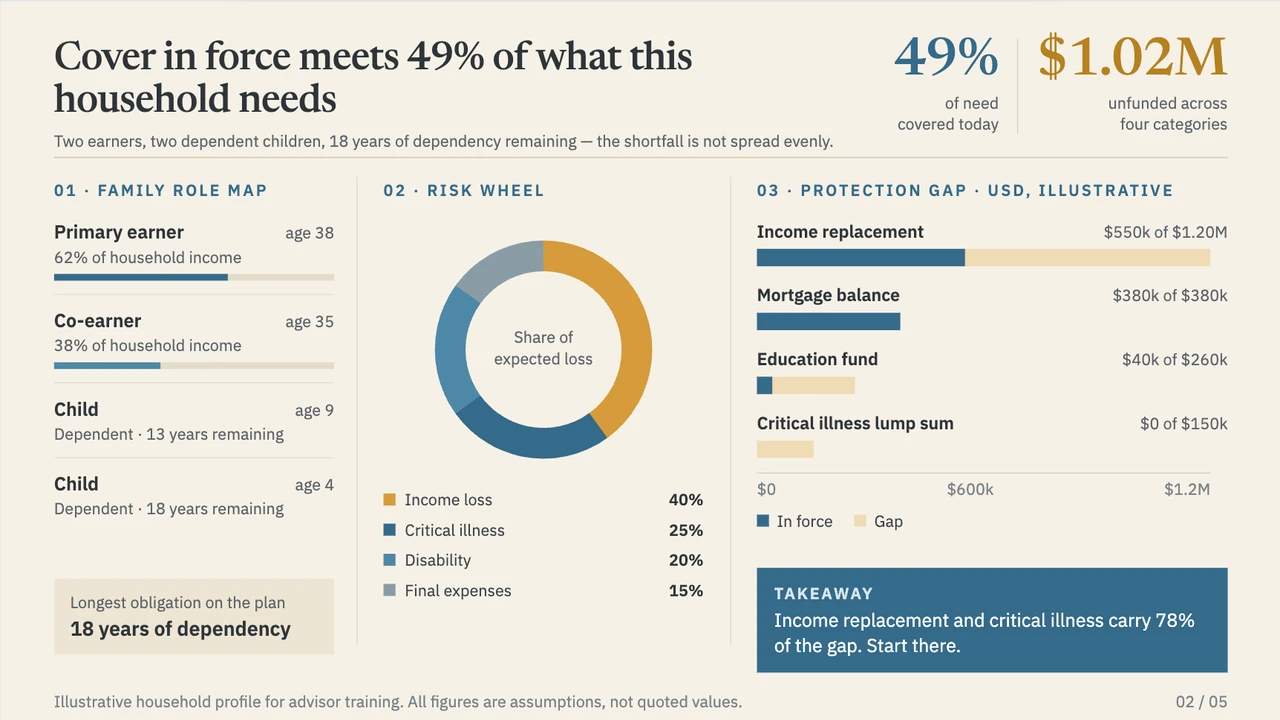 Cover in force meets 49% of what this
household needs
Two earners, two dependent children, 18 years of dependency remaining — the shortfall is not spread evenly.
49%
of need
covered today
$1.02M
unfunded across
four categories
01 · FAMILY ROLE MAP
Primary earner age 38
62% of household income
Co-earner age 35
38% of household income
Child age 9
Dependent · 13 years remaining
Child age 4
Dependent · 18 years remaining
Longest obligation on the plan
18 years of dependency
02 · RISK WHEEL
Share of
expected loss
Income loss 40%
Critical illness 25%
Disability 20%
Final expenses 15%
03 · PROTECTION GAP · USD, ILLUSTRATIVE
Income replacement $550k of $1.20M
Mortgage balance $380k of $380k
Education fund $40k of $260k
Critical illness lump sum $0 of $150k
$0 $600k $1.2M
In force Gap
TAKEAWAY
Income replacement and critical illness carry 78%
of the gap. Start there.
Illustrative household profile for advisor training. All figures are assumptions, not quoted values.
02 / 05